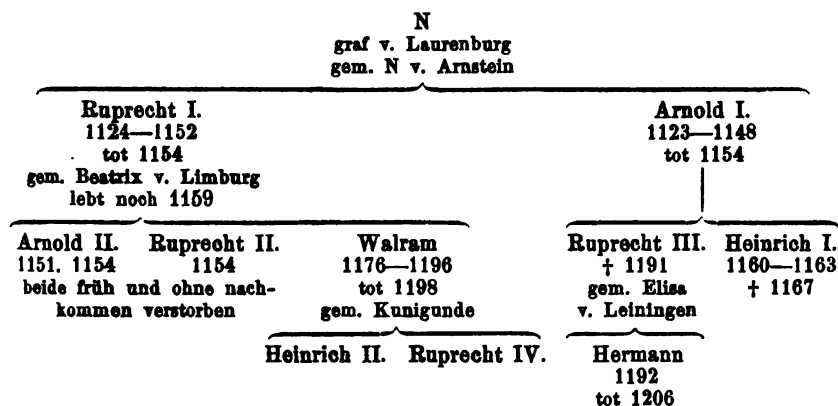 N
graf v. Laurenburg
gem. N v. Arnstein
Ruprecht I.
1124—1152
tot 1154
gem. Beatrix v. Limburg
lebt noch 1159
Arnold I.
1123—1148
tot 1154
Arnold II.
1151. 1154
Ruprecht II.
1154
beide früh und ohne nach-
kommen verstorben
Walram
1176—1196
tot 1198
gem. Kunigunde
Ruprecht III.
† 1191
gem. Elisa
v. Leiningen
Heinrich I.
1160—1163
† 1167
Heinrich II. Ruprecht IV.
Hermann
1192
tot 1206